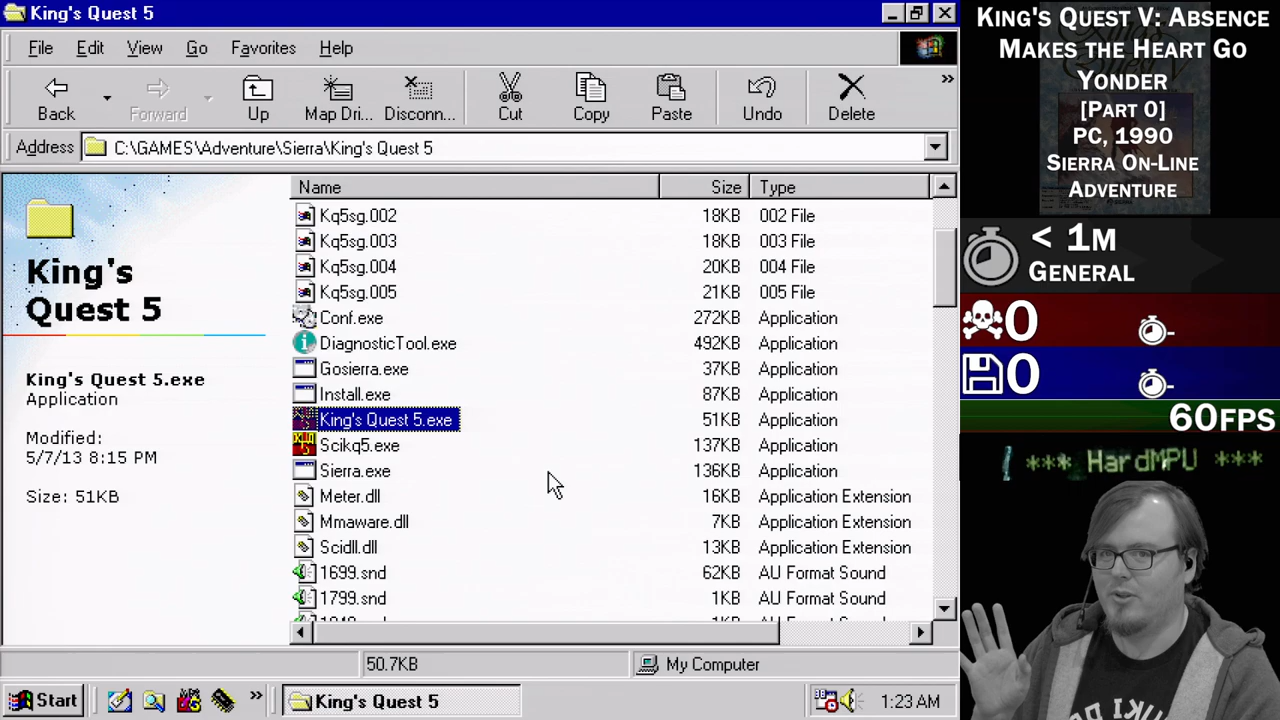 King's Quest 5
File Edit View Go Favorites Help
Back Forward Up Map Dri... Disconn... Cut Copy Paste Undo Delete
Address C:\GAMES\Adventure\Sierra\King's Quest 5
Name Size Type
Kq5sg.002 18KB 002 File
Kq5sg.003 18KB 003 File
Kq5sg.004 20KB 004 File
Kq5sg.005 21KB 005 File
Conf.exe 272KB Application
DiagnosticTool.exe 492KB Application
Gosierra.exe 37KB Application
Install.exe 87KB Application
King's Quest 5.exe 51KB Application
Scikq5.exe 137KB Application
Sierra.exe 136KB Application
Meter.dll 16KB Application Extension
Mmaware.dll 7KB Application Extension
Scidll.dll 13KB Application Extension
1699.snd 62KB AU Format Sound
1799.snd 1KB AU Format Sound
King's
Quest 5
King's Quest 5.exe
Application
Modified:
5/7/13 8:15 PM
Size: 51KB
50.7KB My Computer
Start King's Quest 5 1:23 AM
King's Quest V: Absence
Makes the Heart Go
Yonder
[Part 0]
PC, 1990
Sierra On-Line
Adventure
< 1m
General
0 -
0 -
60FPS
*** HardMPU ***